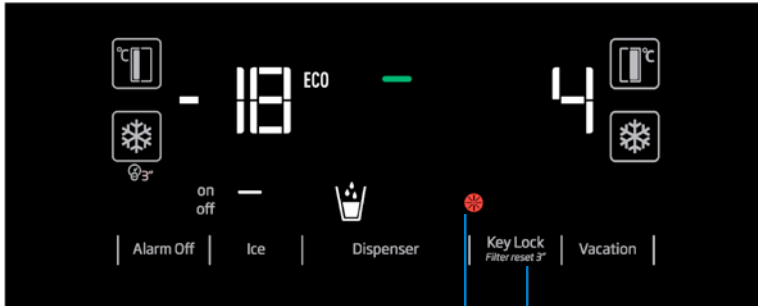 °C
°C
- 18 ECO
4
3"
on
off
Alarm Off
Ice
Dispenser
Key Lock
Filter reset 3"
Vacation